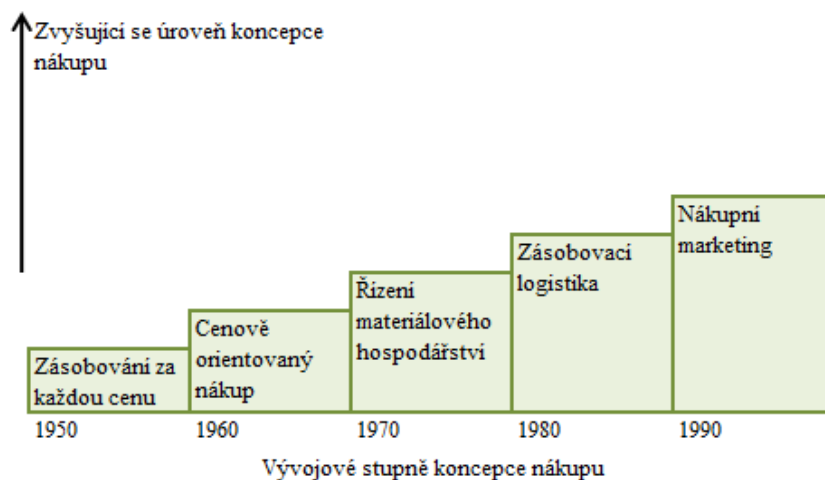 Zvyšující se úroveň koncepce
nákupu
Nákupní
marketing
Zásobovací
logistika
Řízení
materiálového
hospodářství
Cenově
orientovaný
nákup
Zásobování za
každou cenu
1950 1960 1970 1980 1990
Vývojové stupně koncepce nákupu